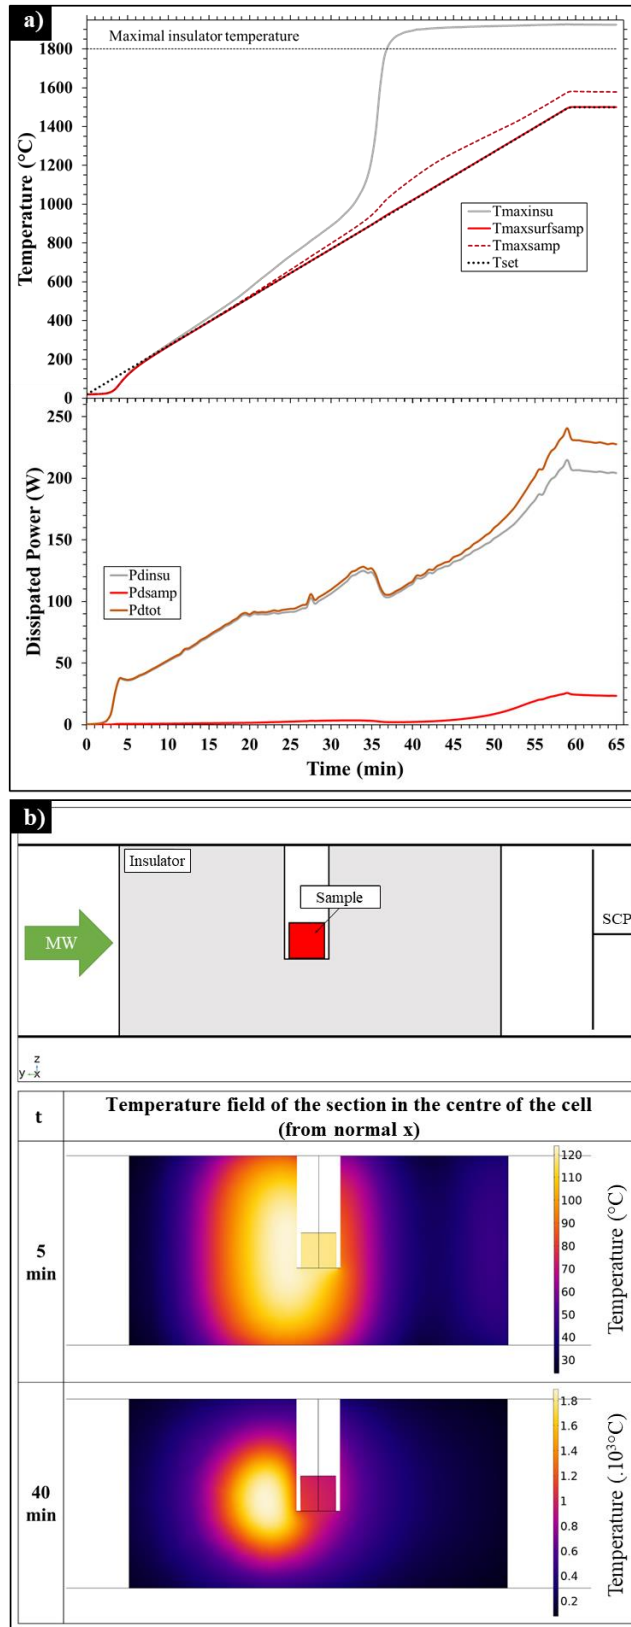 a)
Maximal insulator temperature
Temperature (°C)
1800
1600
1400
1200
1000
800
600
400
200
0
Tmaxinsu
Tmaxsurfsamp
Tmaxsamp
Tset
Dissipated Power (W)
250
200
150
100
50
0
Pdinsu
Pdsamp
Pdtot
0 5 10 15 20 25 30 35 40 45 50 55 60 65
Time (min)
b)
Insulator
Sample
MW
SCP
z
y x
t
Temperature field of the section in the centre of the cell
(from normal x)
5
min
120
110
100
90
80
70
60
50
40
30
Temperature (°C)
40
min
1.8
1.6
1.4
1.2
1
0.8
0.6
0.4
0.2
Temperature (.10³°C)